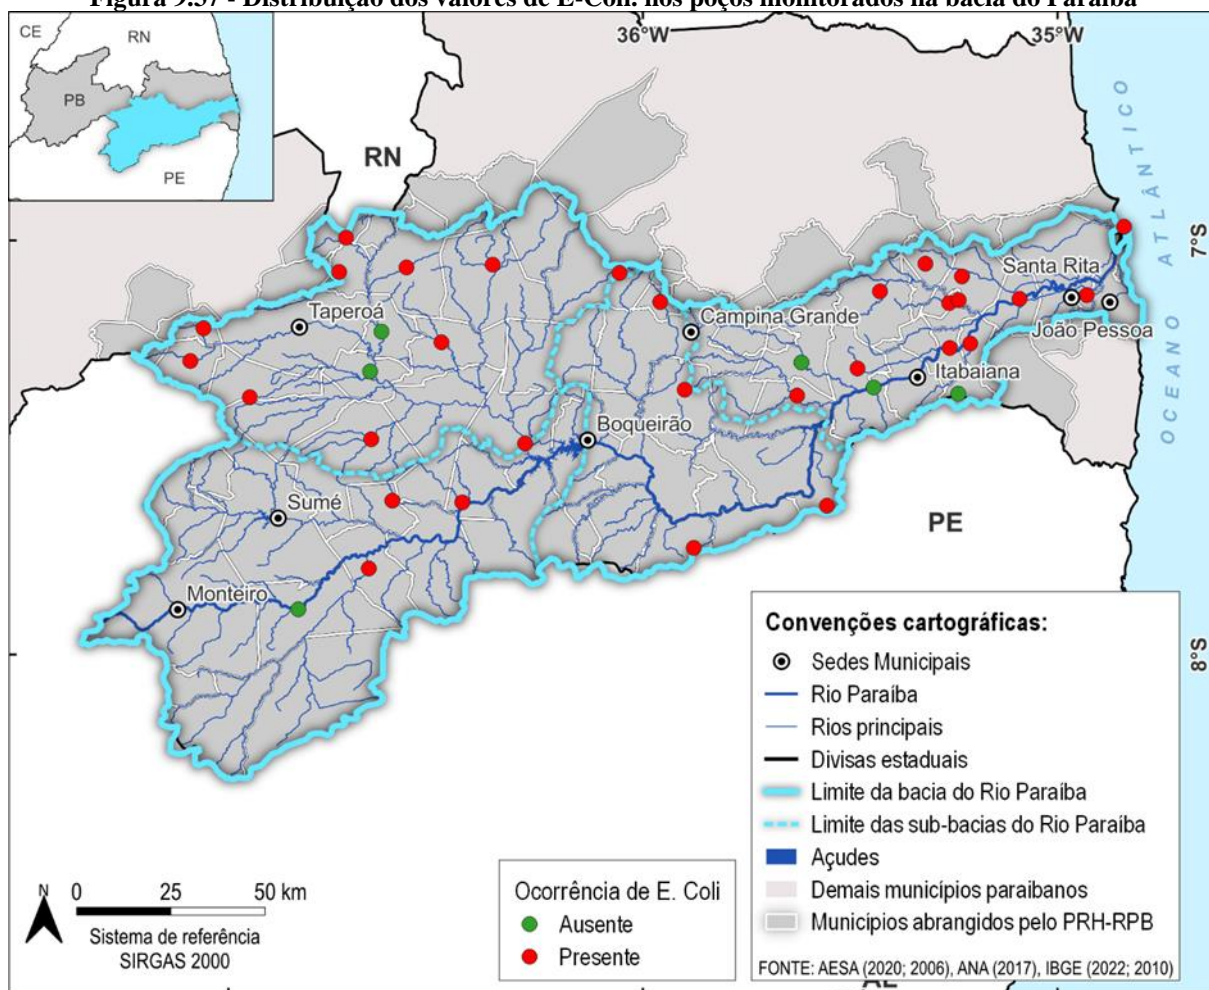 Figura 9.37 - Distribuição dos valores de E-Coli. nos poços monitorados na bacia do Paraíba
36°W
35°W
CE
RN
PB
PE
RN
OCEANO ATLÂNTICO
7°S
Santa Rita
Taperoá
Campina Grande
João Pessoa
Itabaiana
Boqueirão
Sumé
PE
Monteiro
8°S
Convenções cartográficas:
Sedes Municipais
Rio Paraíba
Rios principais
Divisas estaduais
Limite da bacia do Rio Paraíba
Limite das sub-bacias do Rio Paraíba
Açudes
Demais municípios paraibanos
Municípios abrangidos pelo PRH-RPB
FONTE: AESA (2020; 2006), ANA (2017), IBGE (2022; 2010)
Ocorrência de E. Coli
Ausente
Presente
N
0 25 50 km
Sistema de referência
SIRGAS 2000